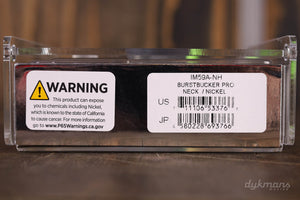 WARNING
This product can expose
you to chemicals including Nickel,
which is known to the state of California
to cause cancer. For more information
go to www.P65Warnings.ca.gov
IM59A-NH
BURSTBUCKER PRO
NECK / NICKEL
US
711106533376
JP
4580228693766
dykmans